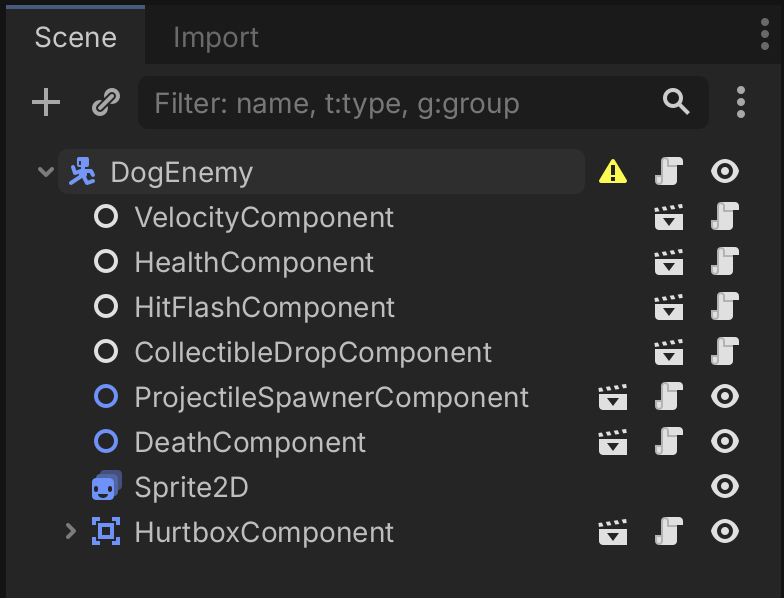 Scene
Import
Filter: name, t:type, g:group
DogEnemy
VelocityComponent
HealthComponent
HitFlashComponent
CollectibleDropComponent
ProjectileSpawnerComponent
DeathComponent
Sprite2D
HurtboxComponent